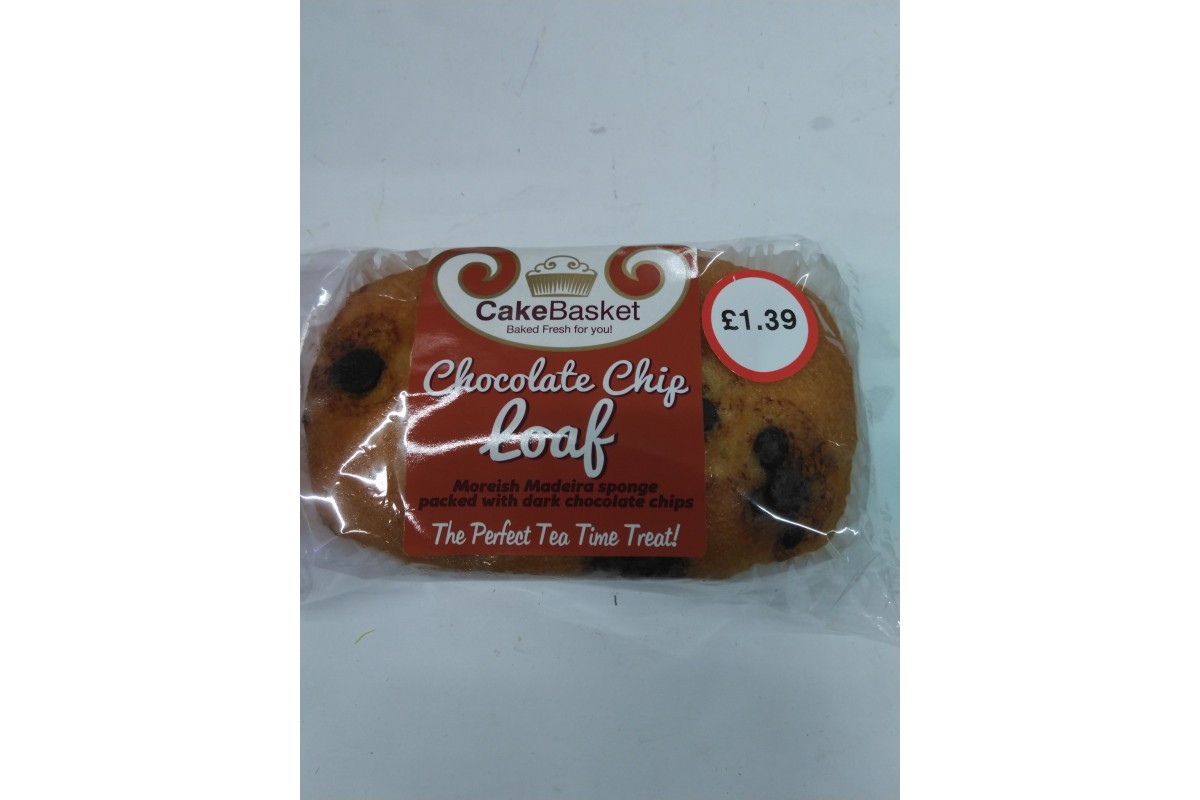 CakeBasket
Baked Fresh for you!
£1.39
Chocolate Chip
Loaf
Moreish Madeira sponge
packed with dark chocolate chips
The Perfect Tea Time Treat!